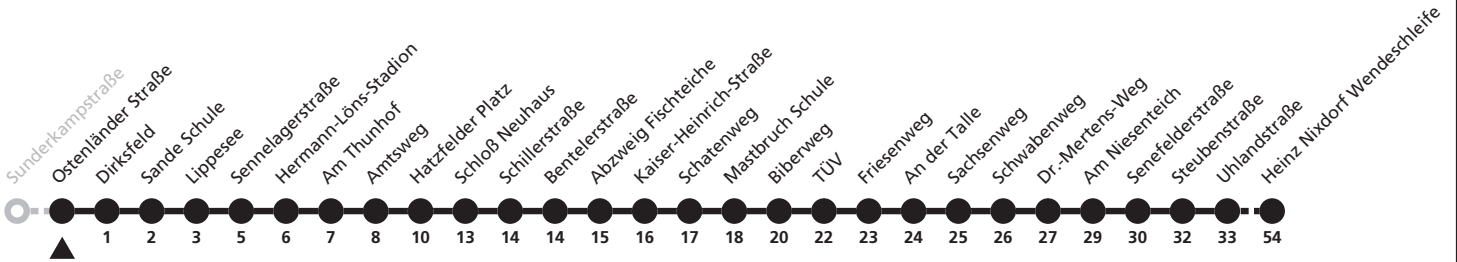 Sunderkampstraße
Ostenländer Straße
Dirksfeld
Sande Schule
Lippesee
Sennelagerstraße
Hermann-Löns-Stadion
Am Thunhof
Amtsweg
Hatzfelder Platz
Schloß Neuhaus
Schillerstraße
Bentelerstraße
Abzweig Fischteiche
Kaiser-Heinrich-Straße
Schatenweg
Mastbruch Schule
Biberweg
TÜV
Friesenweg
An der Talle
Sachsenweg
Schwabenweg
Dr.-Mertens-Weg
Am Niesenteich
Senefelderstraße
Steubenstraße
Uhlandstraße
Heinz Nixdorf Wendeschleife
1 2 3 5 6 7 8 10 13 14 14 15 16 17 18 20 22 23 24 25 26 27 29 30 32 33 54